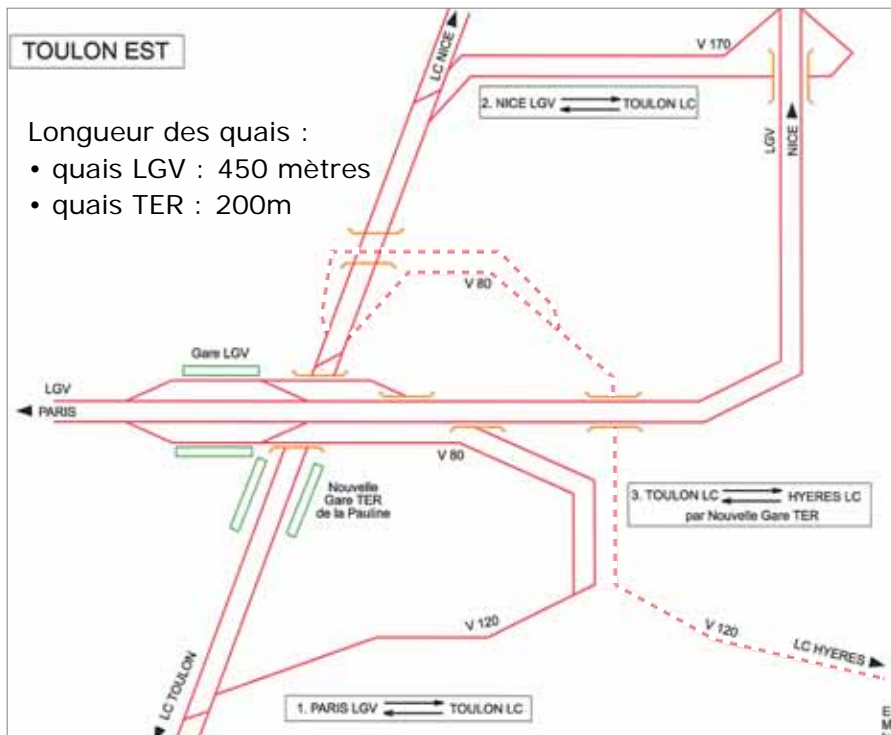 TOULON EST
LC NICE
V 170
2. NICE LGV TOULON LC
LGV
NICE
Longueur des quais :
• quais LGV : 450 mètres
• quais TER : 200m
V 80
Gare LGV
LGV
PARIS
V 80
Nouvelle
Gare TER
de la Pauline
3. TOULON LC HYERES LC
par Nouvelle Gare TER
V 120
V 120
LC HYERES
LC TOULON
1. PARIS LGV TOULON LC
E
M